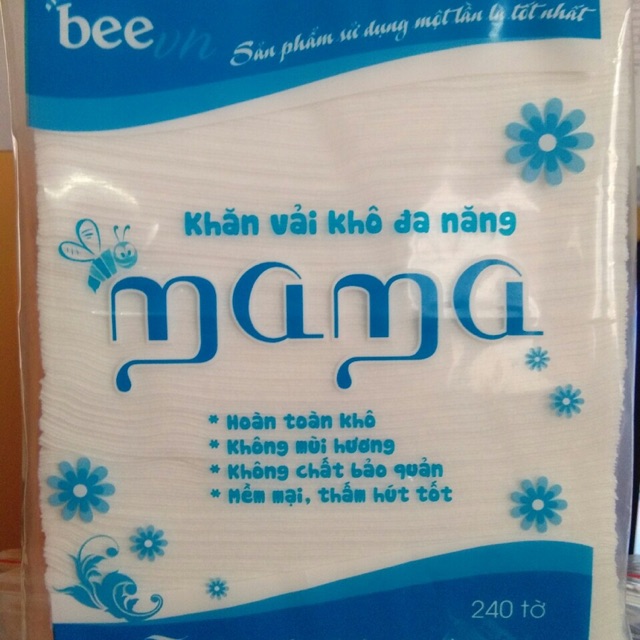 beevn
Sản phẩm sử dụng một lần là tốt nhất
Khăn vải khô đa năng
mama
* Hoàn toàn khô
* Không mùi hương
* Không chất bảo quản
* Mềm mại, thấm hút tốt
240 tờ